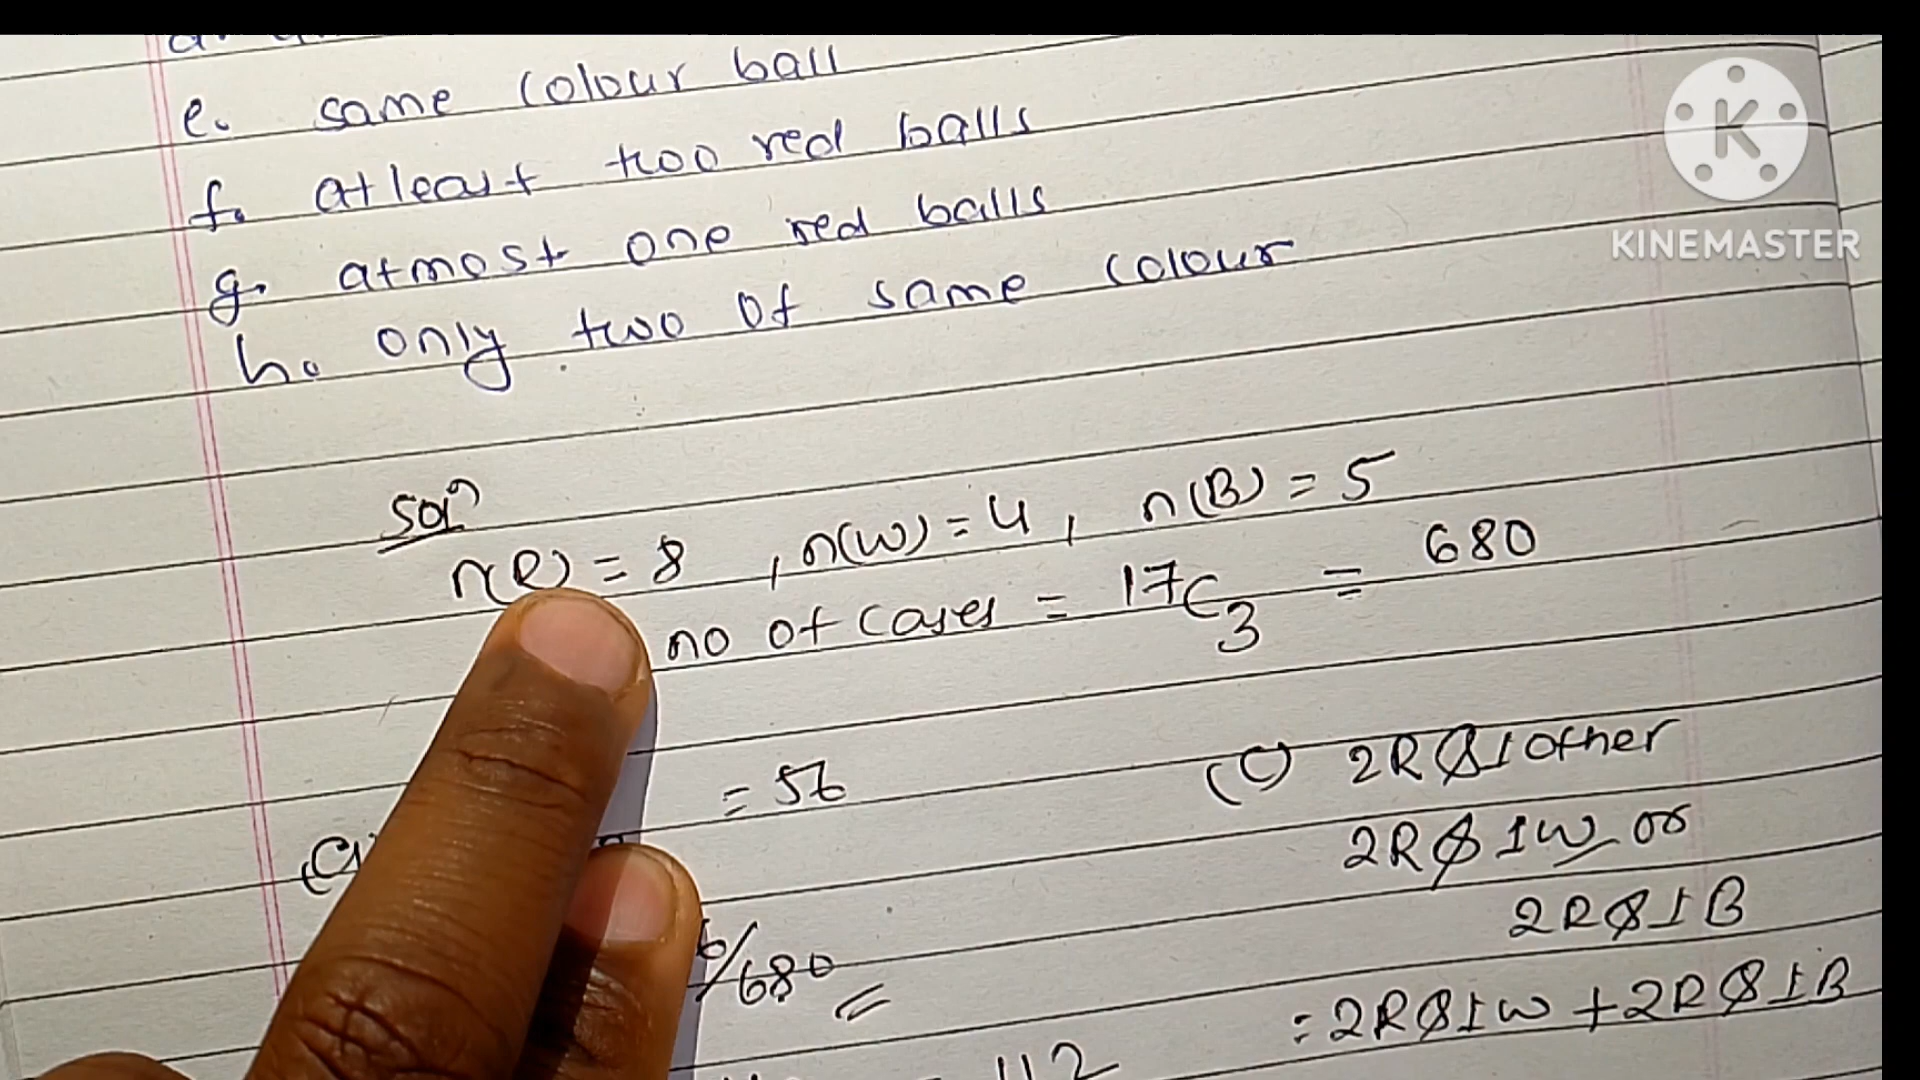 e. same colour ball
f. atleast two red balls
g. atmost one red balls
h. only two of same colour
K
KINEMASTER
Solⁿ
n(R) = 8 , n(W) = 4 , n(B) = 5
no of cases = 17C3 = 680
= 56
(C) 2R & 1 other
2R & 1W or
2R & 1B
/680
= 2R & 1W + 2R & 1B
112